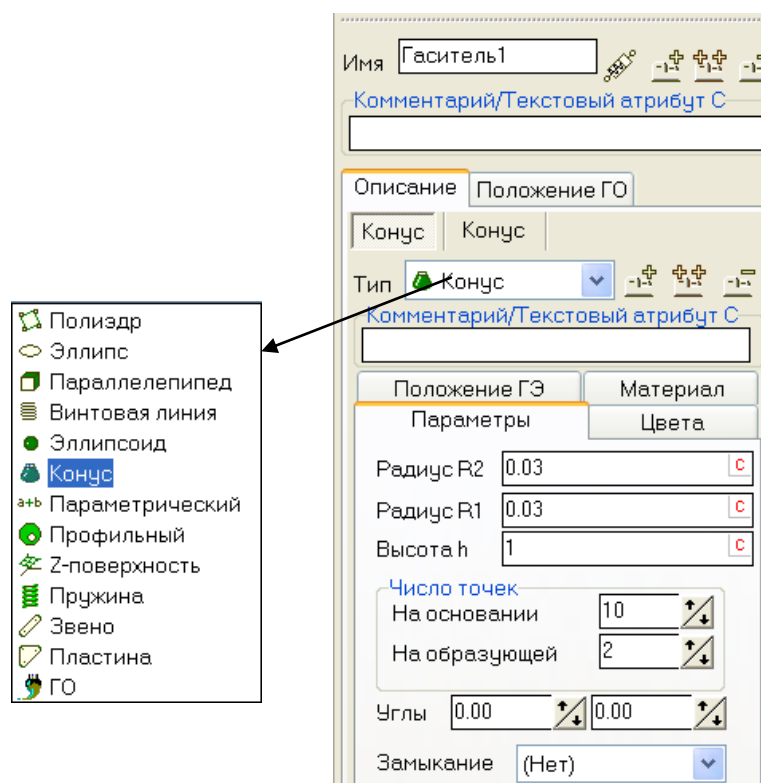 Имя Гаситель1
Комментарий/Текстовый атрибут C
Описание Положение ГО
Конус Конус
Тип Конус
Комментарий/Текстовый атрибут C
Положение ГЭ Материал
Параметры Цвета
Радиус R2 0.03 C
Радиус R1 0.03 C
Высота h 1 C
Число точек
На основании 10
На образующей 2
Углы 0.00 0.00
Замыкание (Нет)
Полиэдр
Эллипс
Параллелепипед
Винтовая линия
Эллипсоид
Конус
a+b Параметрический
Профильный
Z-поверхность
Пружина
Звено
Пластина
ГО